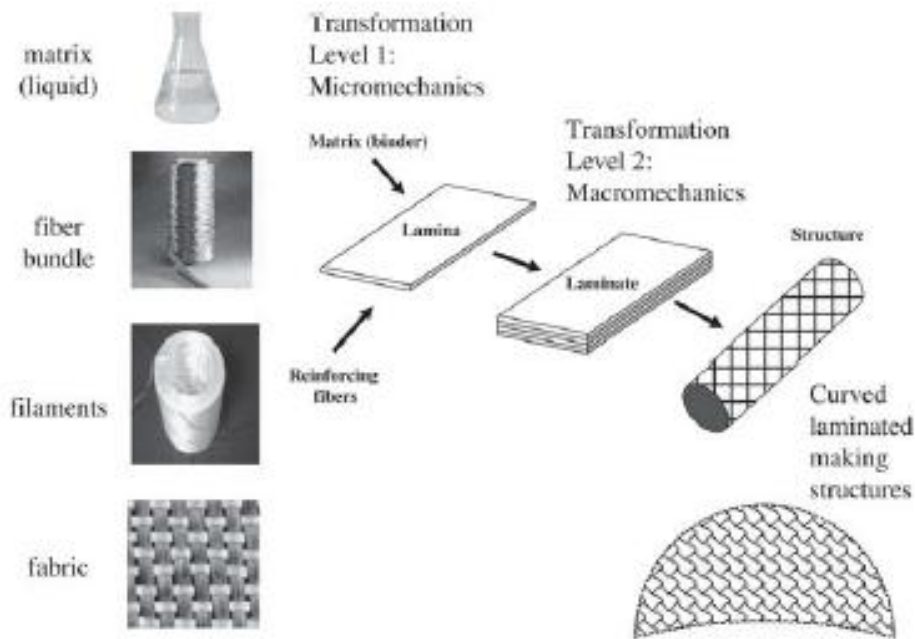 matrix
(liquid)
fiber
bundle
filaments
fabric
Transformation
Level 1:
Micromechanics
Matrix (binder)
Lamina
Reinforcing
fibers
Transformation
Level 2:
Macromechanics
Laminate
Structure
Curved
laminated
making
structures